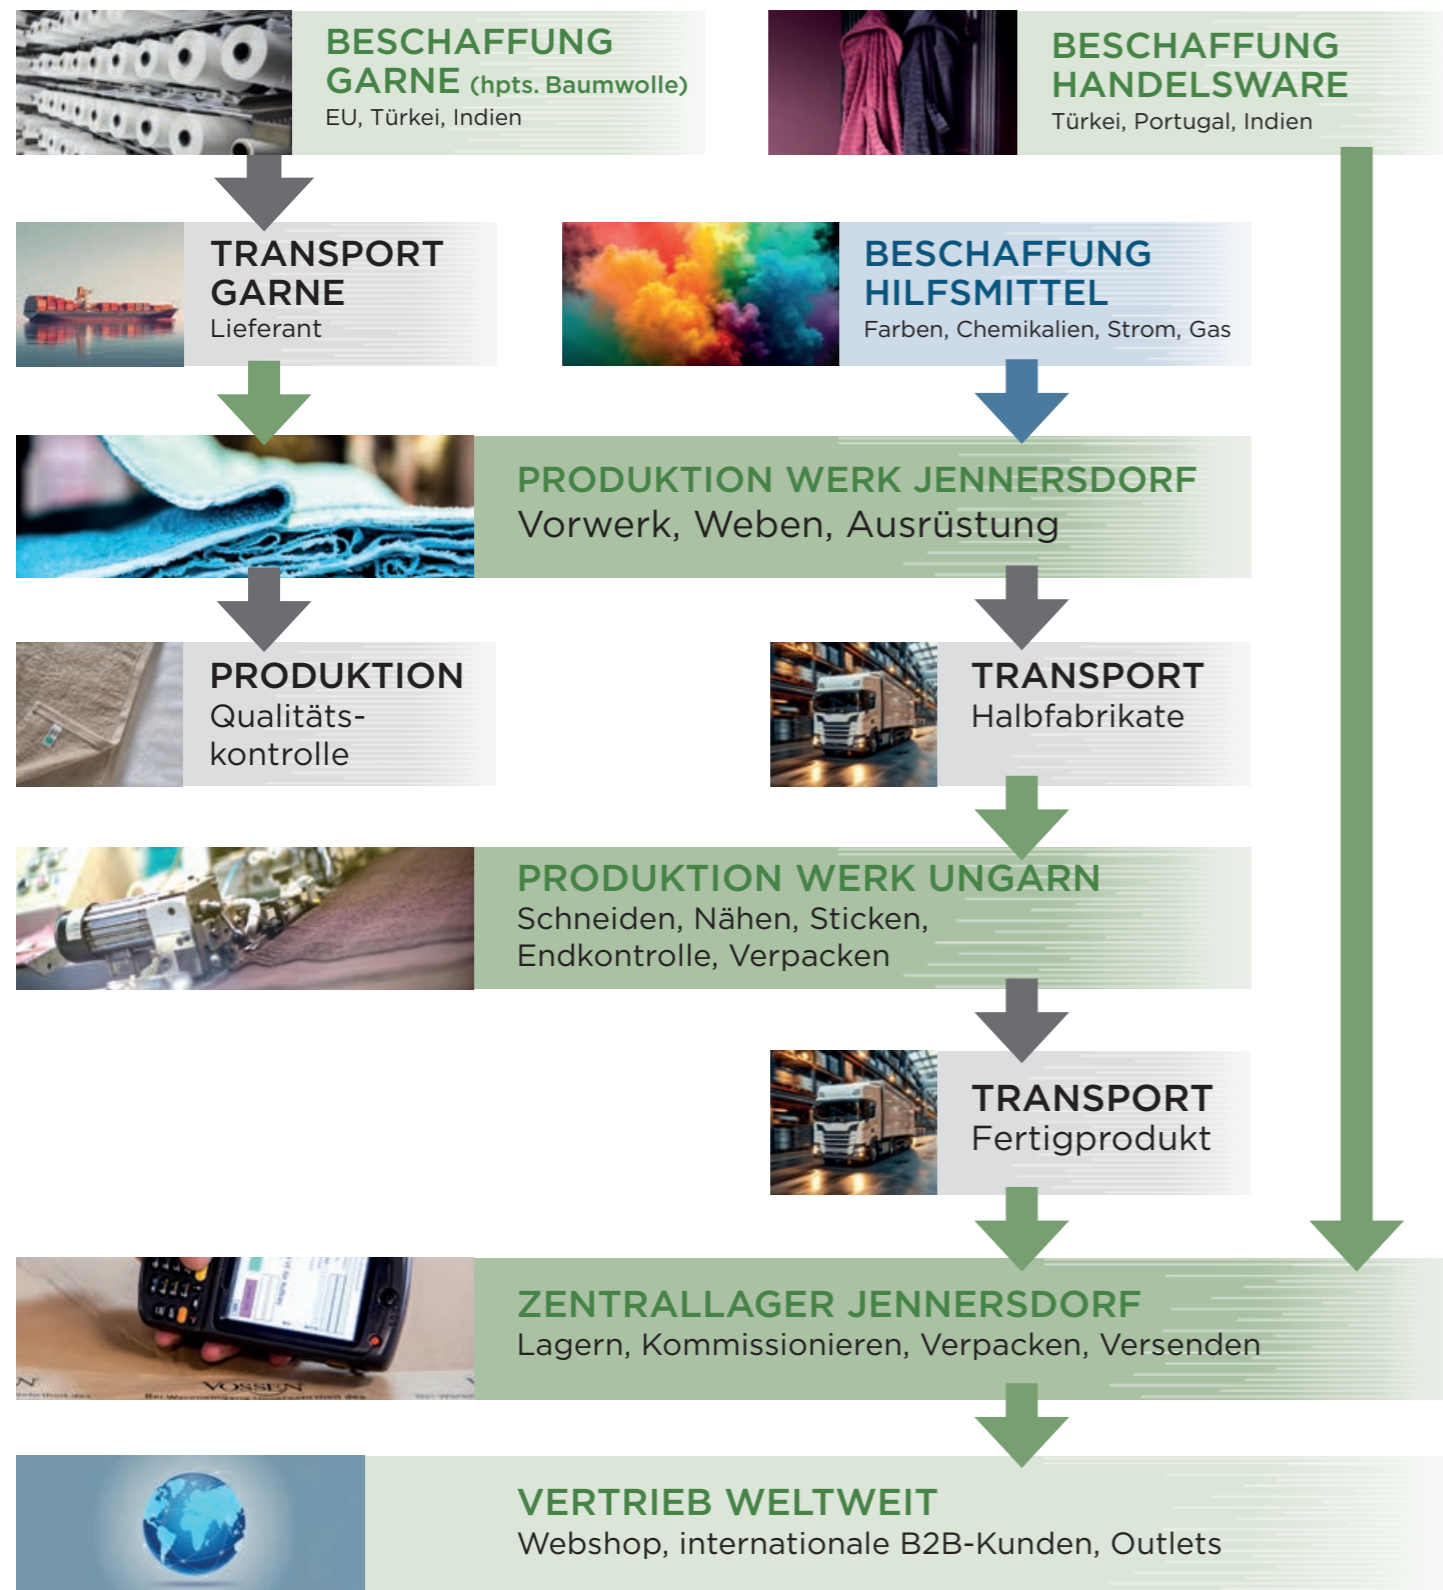 BESCHAFFUNG
GARNE (hpts. Baumwolle)
EU, Türkei, Indien
BESCHAFFUNG
HANDELSWARE
Türkei, Portugal, Indien
TRANSPORT
GARNE
Lieferant
BESCHAFFUNG
HILFSMITTEL
Farben, Chemikalien, Strom, Gas
PRODUKTION WERK JENNERSDORF
Vorwerk, Weben, Ausrüstung
PRODUKTION
Qualitäts-
kontrolle
TRANSPORT
Halbfabrikate
PRODUKTION WERK UNGARN
Schneiden, Nähen, Sticken,
Endkontrolle, Verpacken
TRANSPORT
Fertigprodukt
ZENTRALLAGER JENNERSDORF
Lagern, Kommissionieren, Verpacken, Versenden
VOSSEN
VERTRIEB WELTWEIT
Webshop, internationale B2B-Kunden, Outlets